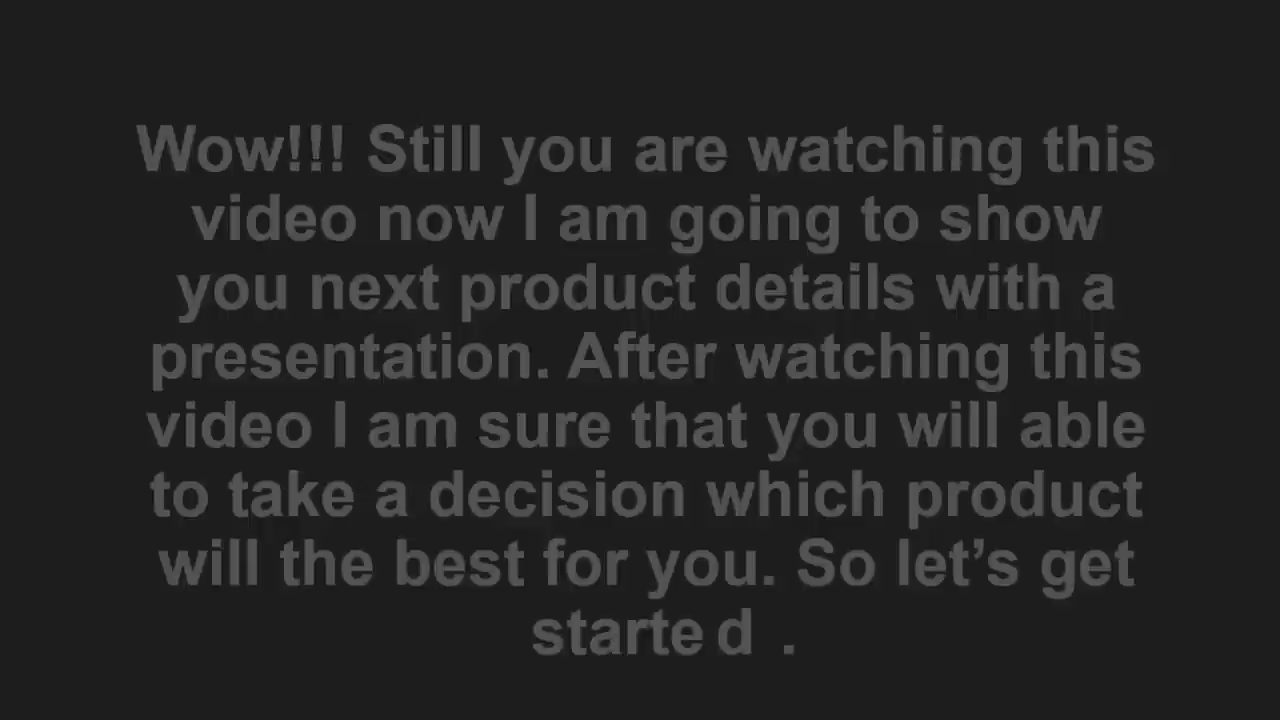 Wow!!! Still you are watching this
video now I am going to show
you next product details with a
presentation. After watching this
video I am sure that you will able
to take a decision which product
will the best for you. So let’s get
started .